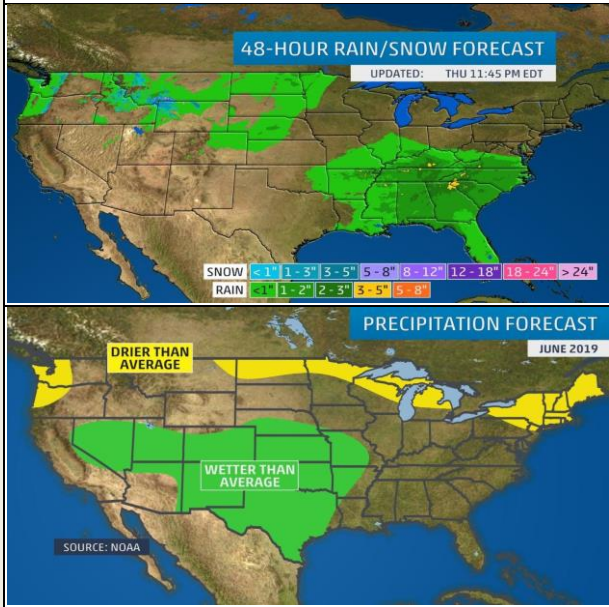 48-HOUR RAIN/SNOW FORECAST
UPDATED: THU 11:45 PM EDT
SNOW <1" 1-3" 3-5" 5-8" 8-12" 12-18" 18-24" >24"
RAIN <1" 1-2" 2-3" 3-5" 5-8"
PRECIPITATION FORECAST
JUNE 2019
DRIER THAN
AVERAGE
WETTER THAN
AVERAGE
SOURCE: NOAA